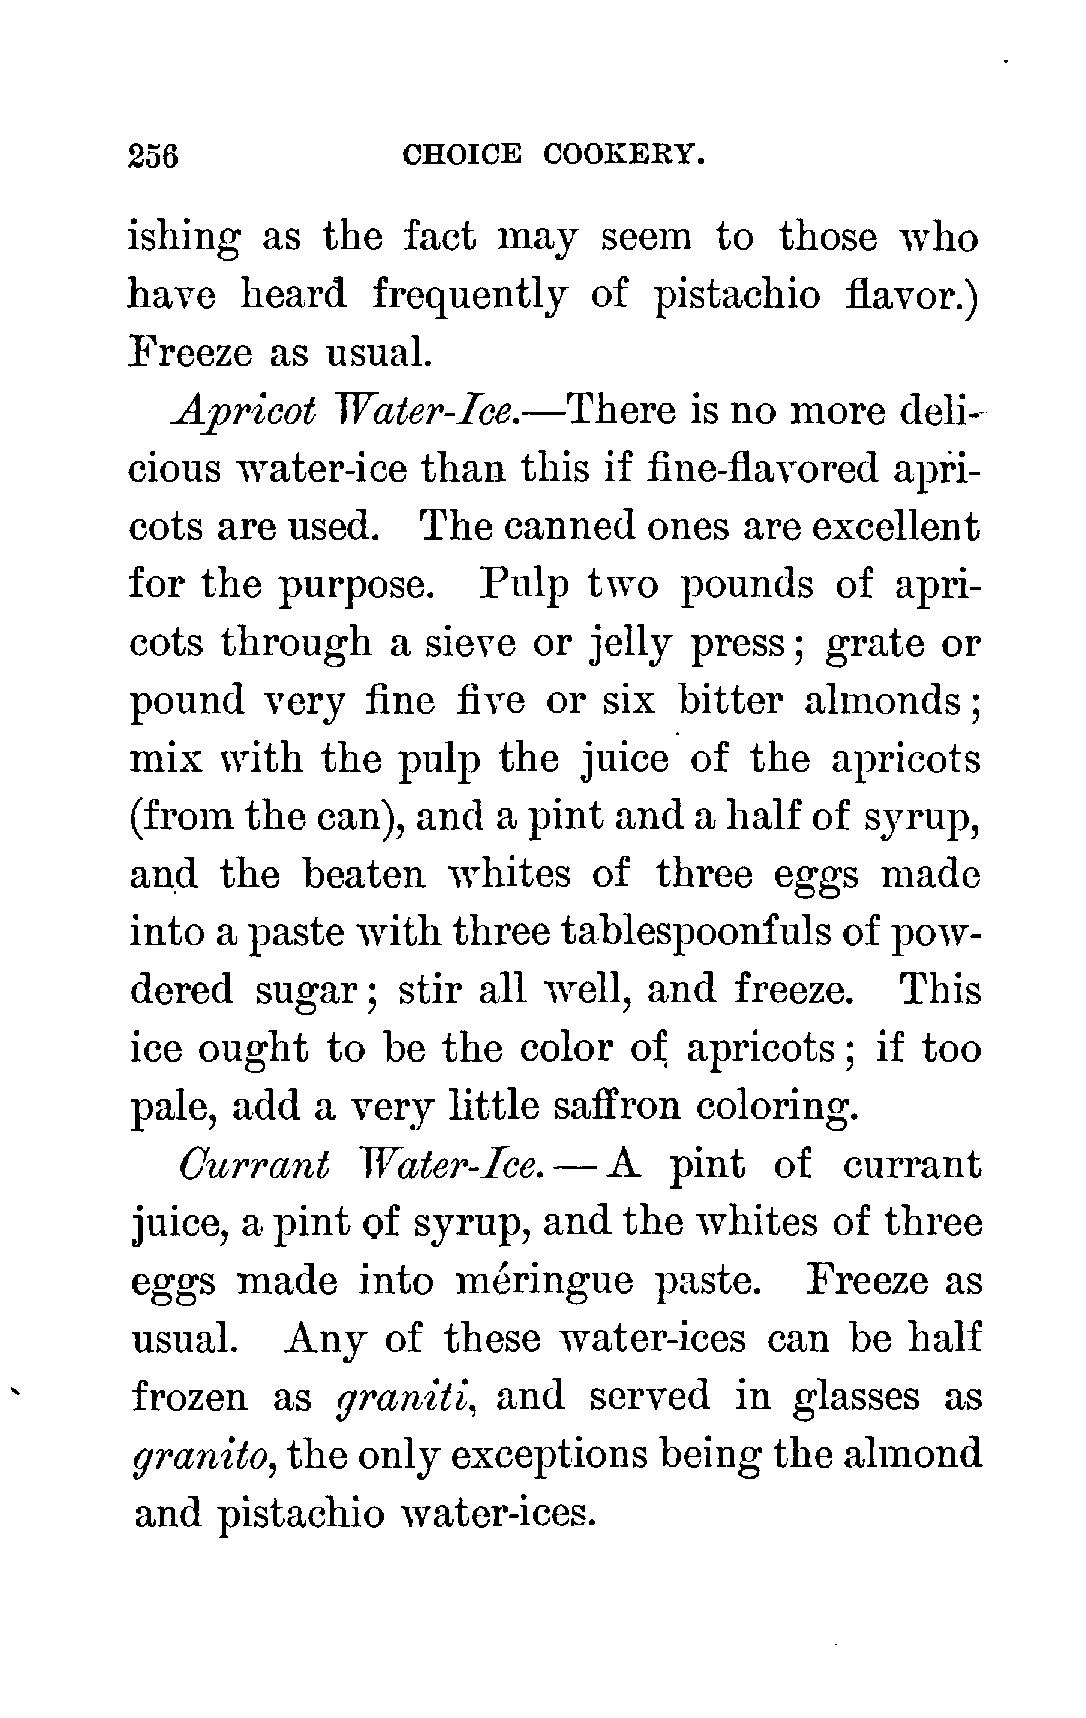 256 CHOICE COOKERY.
ishing as the fact may seem to those who
have heard frequently of pistachio flavor.)
Freeze as usual.
Apricot Water-Ice.—There is no more deli-
cious water-ice than this if fine-flavored apri-
cots are used. The canned ones are excellent
for the purpose. Pulp two pounds of apri-
cots through a sieve or jelly press; grate or
pound very fine five or six bitter almonds;
mix with the pulp the juice of the apricots
(from the can), and a pint and a half of syrup,
and the beaten whites of three eggs made
into a paste with three tablespoonfuls of pow-
dered sugar; stir all well, and freeze. This
ice ought to be the color of apricots; if too
pale, add a very little saffron coloring.
Currant Water-Ice.—A pint of currant
juice, a pint of syrup, and the whites of three
eggs made into méringue paste. Freeze as
usual. Any of these water-ices can be half
frozen as graniti, and served in glasses as
granito, the only exceptions being the almond
and pistachio water-ices.